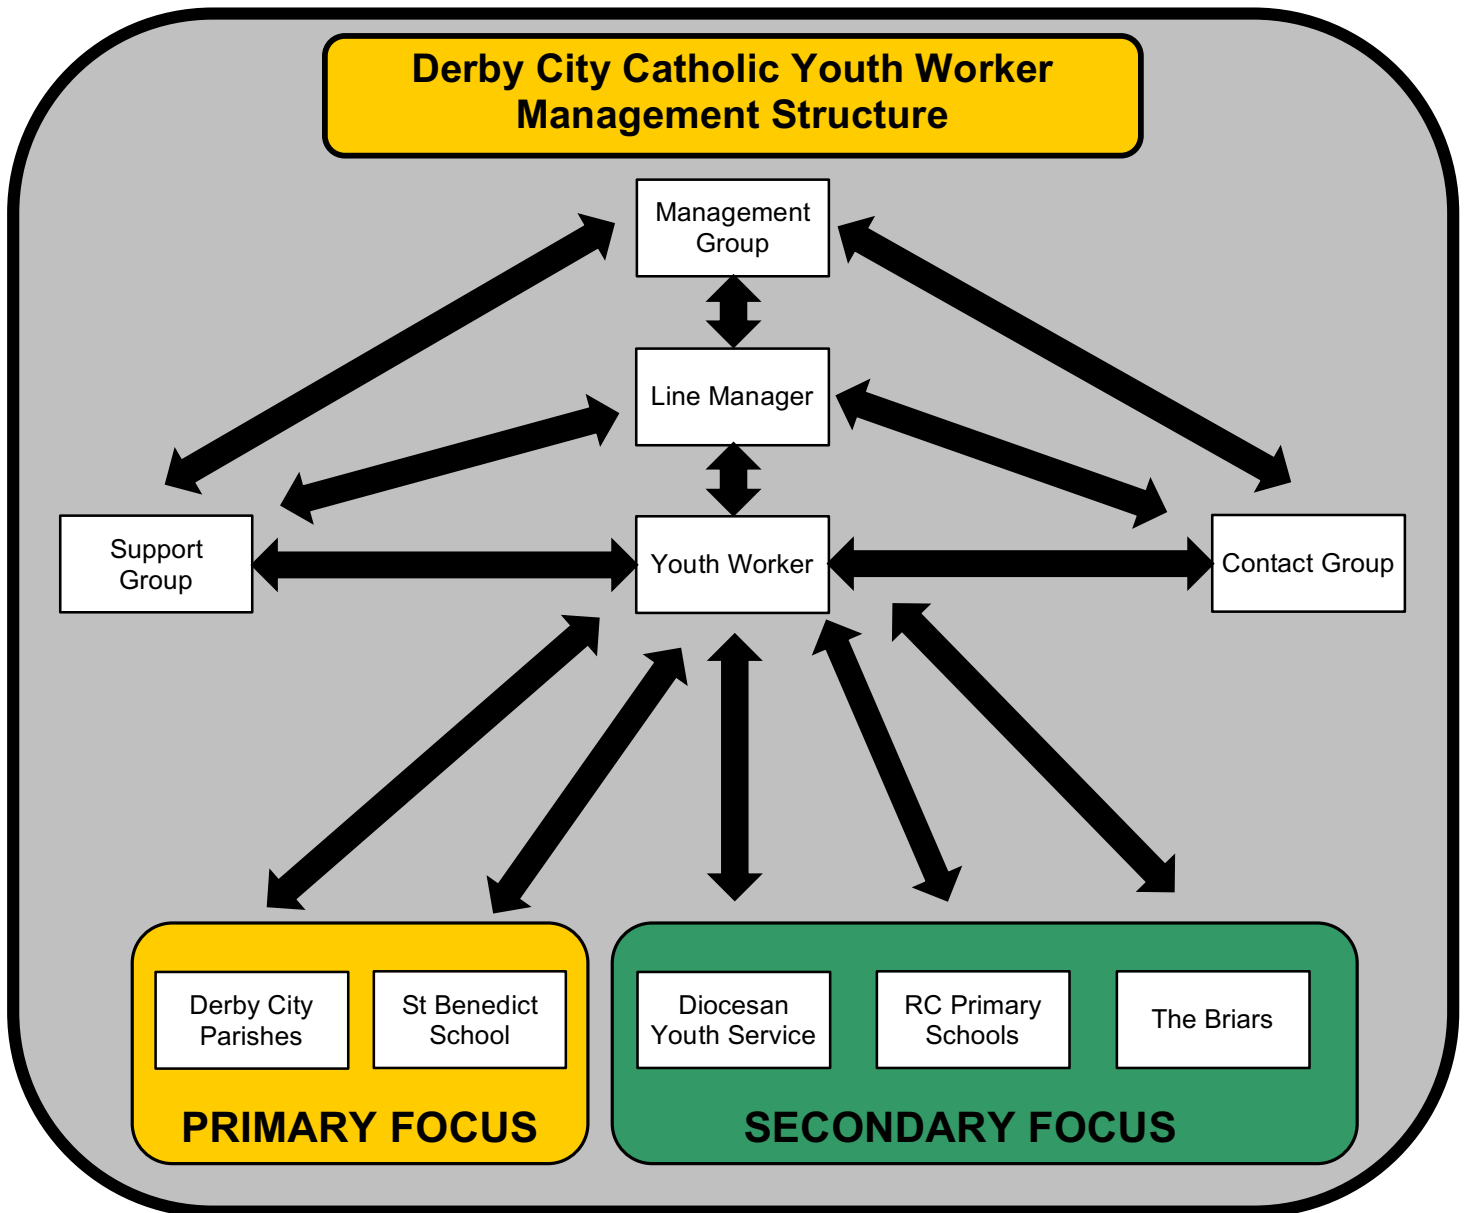 Derby City Catholic Youth Worker
Management Structure
Management
Group
Line Manager
Support
Group
Youth Worker
Contact Group
Derby City
Parishes
St Benedict
School
Diocesan
Youth Service
RC Primary
Schools
The Briars
PRIMARY FOCUS
SECONDARY FOCUS